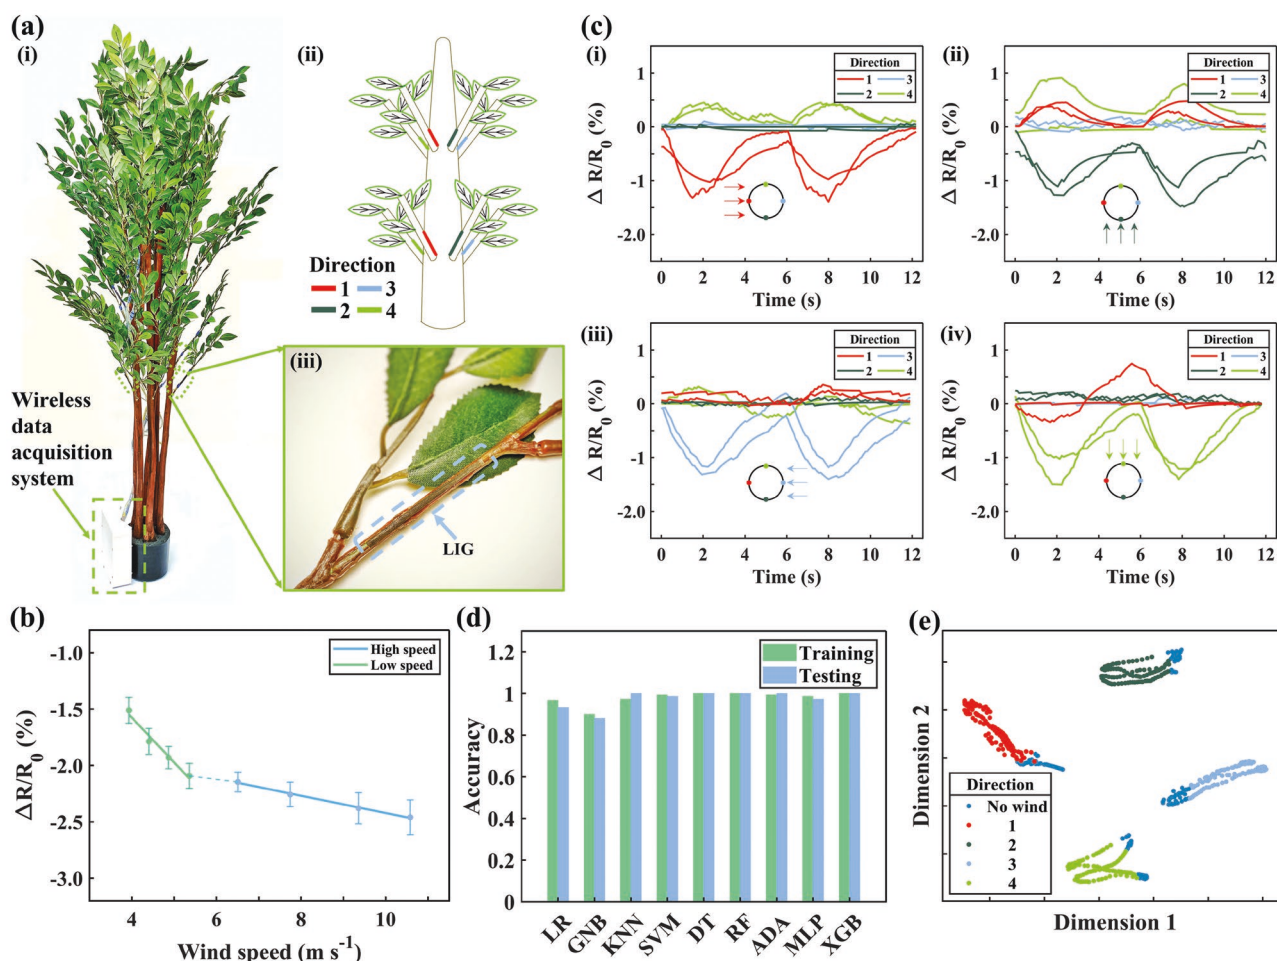 (a)
(i)
(ii)
Direction
1 3
2 4
(iii)
LIG
Wireless
data
acquisition
system
(b)
-1.0
-1.5
-2.0
-2.5
-3.0
ΔR/R0 (%)
High speed
Low speed
4 6 8 10
Wind speed (m s-1)
(c)
(i)
Direction
1 3
2 4
1
0
-1
-2.0
Δ R/R0 (%)
0 2 4 6 8 10 12
Time (s)
(ii)
Direction
1 3
2 4
1
0
-1
-2.0
Δ R/R0 (%)
0 2 4 6 8 10 12
Time (s)
(iii)
Direction
1 3
2 4
1
0
-1
-2.0
Δ R/R0 (%)
0 2 4 6 8 10 12
Time (s)
(iv)
Direction
1 3
2 4
1
0
-1
-2.0
Δ R/R0 (%)
0 2 4 6 8 10 12
Time (s)
(d)
1.2
1
0.8
0.6
0.4
0.2
0
Accuracy
Training
Testing
LR GNB KNN SVM DT RF ADA MLP XGB
(e)
Dimension 2
Direction
No wind
1
2
3
4
Dimension 1